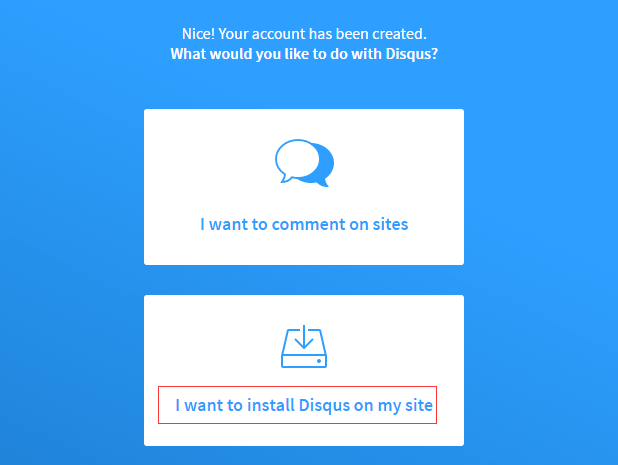 Nice! Your account has been created.
What would you like to do with Disqus?
I want to comment on sites
I want to install Disqus on my site